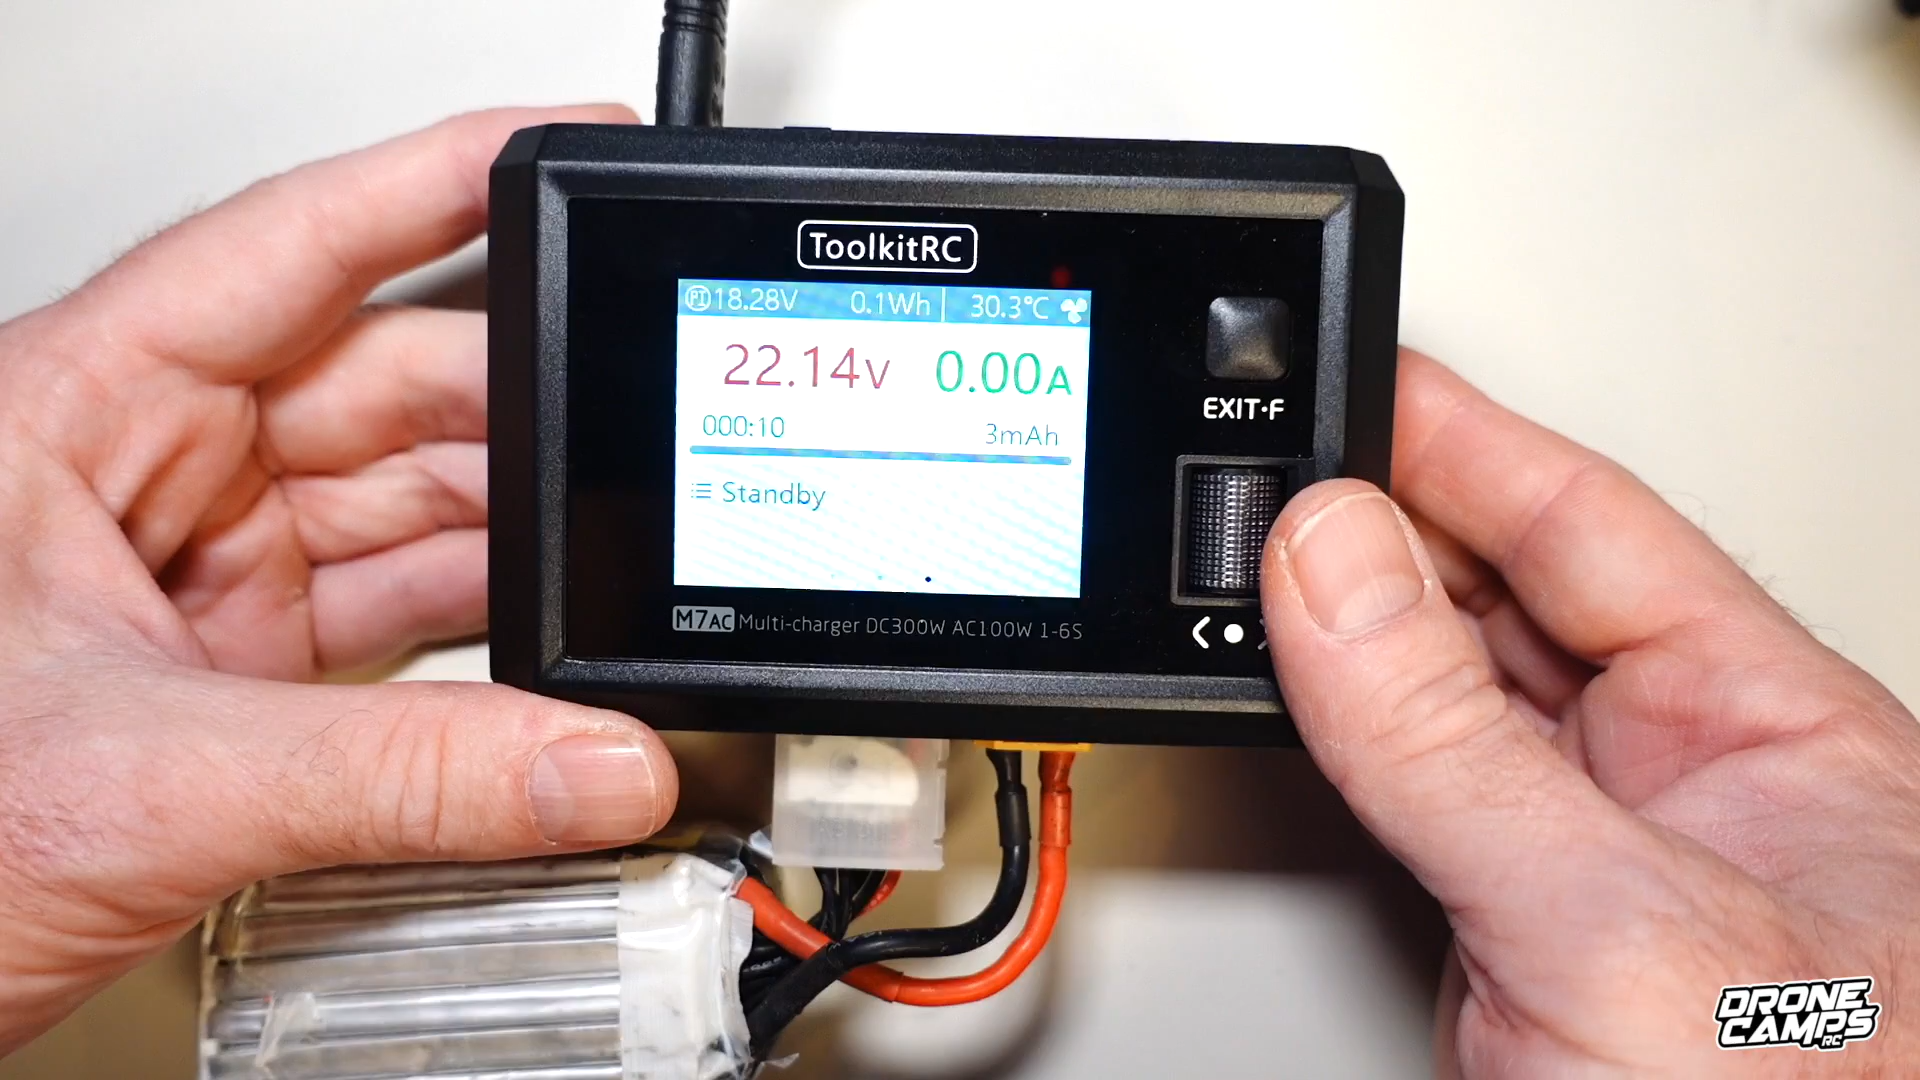 ToolkitRC
PI 18.28V 0.1Wh 30.3°C
22.14V 0.00A
000:10 3mAh
Standby
EXIT·F
M7AC Multi-charger DC300W AC100W 1-6S
DRONE
CAMPS
RC